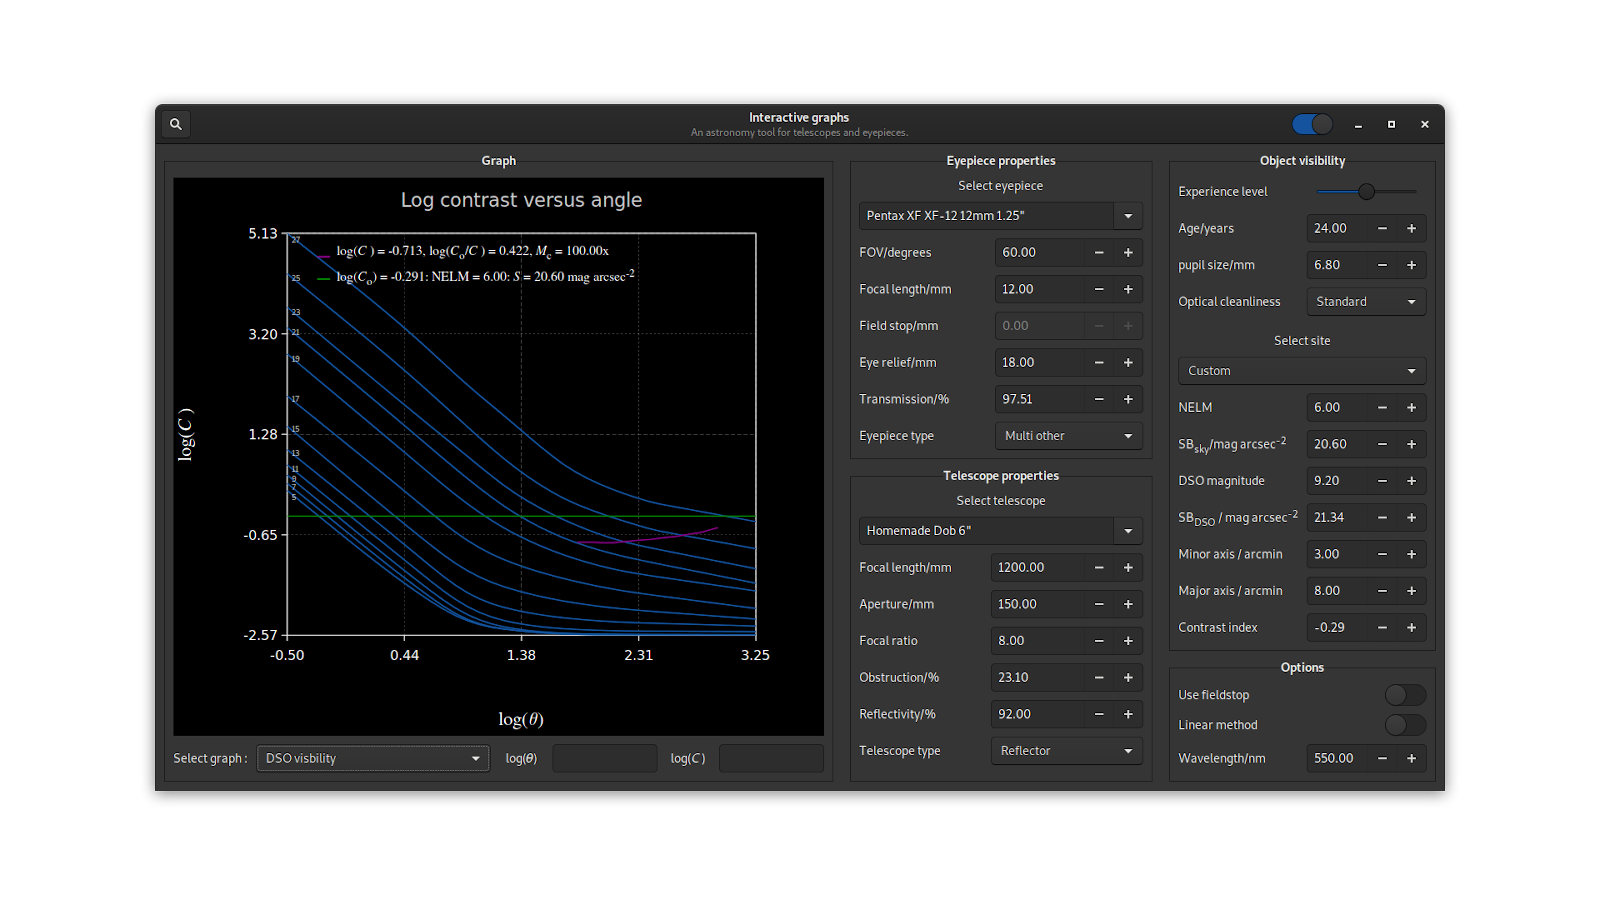 Interactive graphs
An astronomy tool for telescopes and eyepieces.
Graph
Log contrast versus angle
log(C) = -0.713, log(Co/C) = 0.422, Mc = 100.00x
log(Co) = -0.291: NELM = 6.00: S = 20.60 mag arcsec-2
5.13
3.20
1.28
-0.65
-2.57
27
25
23
21
19
17
15
13
11
9
7
5
log(C)
-0.50 0.44 1.38 2.31 3.25
log(θ)
Select graph : DSO visbility log(θ) log(C)
Eyepiece properties
Select eyepiece
Pentax XF XF-12 12mm 1.25"
FOV/degrees 60.00 − +
Focal length/mm 12.00 − +
Field stop/mm 0.00 − +
Eye relief/mm 18.00 − +
Transmission/% 97.51 − +
Eyepiece type Multi other
Telescope properties
Select telescope
Homemade Dob 6"
Focal length/mm 1200.00 − +
Aperture/mm 150.00 − +
Focal ratio 8.00 − +
Obstruction/% 23.10 − +
Reflectivity/% 92.00 − +
Telescope type Reflector
Object visibility
Experience level
Age/years 24.00 − +
pupil size/mm 6.80 − +
Optical cleanliness Standard
Select site
Custom
NELM 6.00 − +
SBsky/mag arcsec-2 20.60 − +
DSO magnitude 9.20 − +
SBDSO / mag arcsec-2 21.34 − +
Minor axis / arcmin 3.00 − +
Major axis / arcmin 8.00 − +
Contrast index -0.29 − +
Options
Use fieldstop
Linear method
Wavelength/nm 550.00 − +